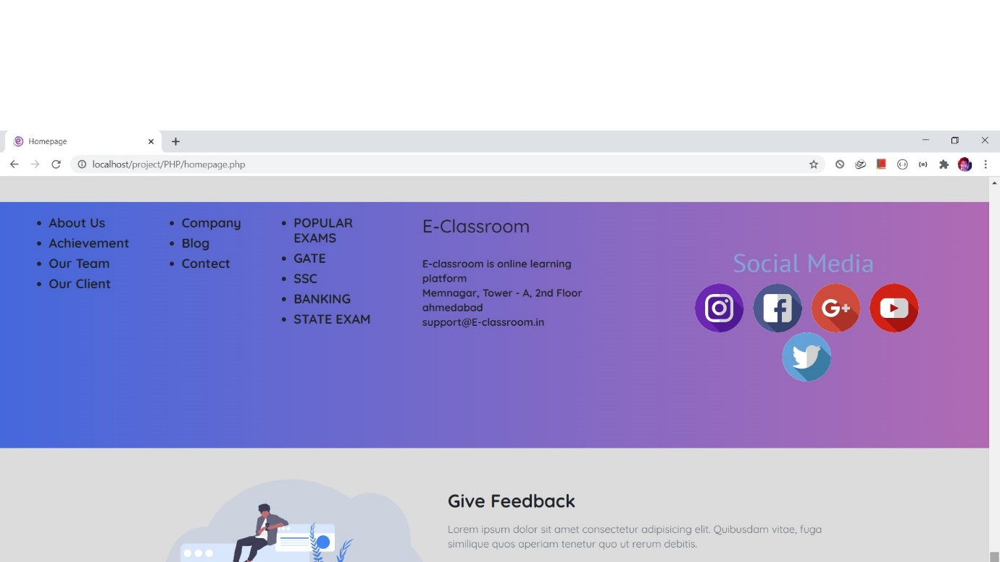 Homepage
localhost/project/PHP/homepage.php
About Us
Achievement
Our Team
Our Client
Company
Blog
Contect
POPULAR
EXAMS
GATE
SSC
BANKING
STATE EXAM
E-Classroom
E-classroom is online learning
platform
Memnagar, Tower - A, 2nd Floor
ahmedabad
support@E-classroom.in
Social Media
Give Feedback
Lorem ipsum dolor sit amet consectetur adipisicing elit. Quibusdam vitae, fuga
similique quos aperiam tenetur quo ut rerum debitis.